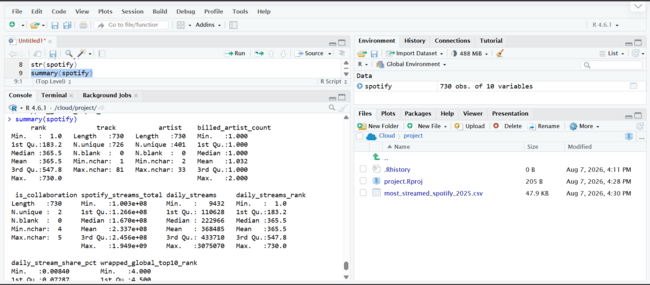 File Edit Code View Plots Session Build Debug Profile Tools Help
Go to file/function Addins R 4.6.1
Untitled1*
Run Source
8 str(spotify)
9 summary(spotify)
9:1 (Top Level) R Script
Console Terminal Background Jobs
R 4.6.1 · /cloud/project/
> summary(spotify)
rank track artist billed_artist_count
Min. : 1.0 Length :730 Length :730 Min. :1.000
1st Qu.:183.2 N.unique :726 N.unique :401 1st Qu.:1.000
Median :365.5 N.blank : 0 N.blank : 0 Median :1.000
Mean :365.5 Min.nchar: 1 Min.nchar: 2 Mean :1.032
3rd Qu.:547.8 Max.nchar: 81 Max.nchar: 33 3rd Qu.:1.000
Max. :730.0 Max. :2.000
is_collaboration spotify_streams_total daily_streams daily_streams_rank
Length :730 Min. :1.003e+08 Min. : 9432 Min. : 1.0
N.unique : 2 1st Qu.:1.266e+08 1st Qu.: 110628 1st Qu.:183.2
N.blank : 0 Median :1.670e+08 Median : 222966 Median :365.5
Min.nchar: 4 Mean :2.337e+08 Mean : 368485 Mean :365.5
Max.nchar: 5 3rd Qu.:2.456e+08 3rd Qu.: 433710 3rd Qu.:547.8
Max. :1.949e+09 Max. :3075070 Max. :730.0
daily_stream_share_pct wrapped_global_top10_rank
Min. :0.00840 Min. :4.000
1st Qu.:0.07287 1st Qu.:4.500
Environment History Connections Tutorial
Import Dataset 488 MiB List
R Global Environment
Data
spotify 730 obs. of 10 variables
Files Plots Packages Help Viewer Presentation
New Folder New File Upload Delete Rename More
Cloud project
Name Size Modified
..
.Rhistory 0 B Aug 7, 2026, 4:11 PM
project.Rproj 205 B Aug 7, 2026, 4:28 PM
most_streamed_spotify_2025.csv 47.9 KB Aug 7, 2026, 4:30 PM